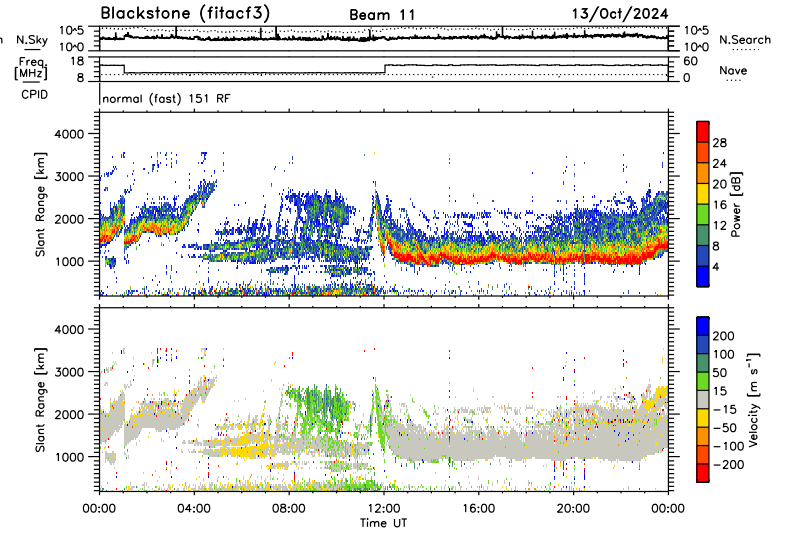 Blackstone (fitacf3) Beam 11 13/Oct/2024
N.Sky 10^5 10^0 10^5 10^0 N.Search
Freq. [MHz] 18 8 60 0 Nave
CPID normal (fast) 151 RF
Slant Range [km] 4000 3000 2000 1000
28 24 20 16 12 8 4 Power [dB]
Slant Range [km] 4000 3000 2000 1000
200 100 50 15 −15 −50 −100 −200 Velocity [m s⁻¹]
00:00 04:00 08:00 12:00 16:00 20:00 00:00
Time UT